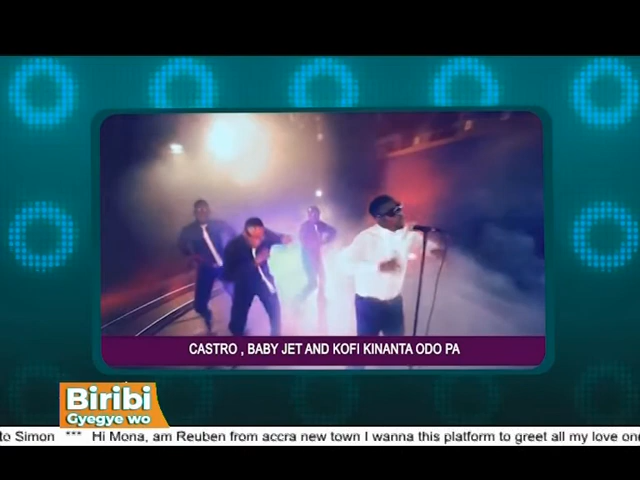 CASTRO , BABY JET AND KOFI KINANTA ODO PA
Biribi
Gyegye wo
to Simon *** Hi Mona, am Reuben from accra new town I wanna this platform to greet all my love one